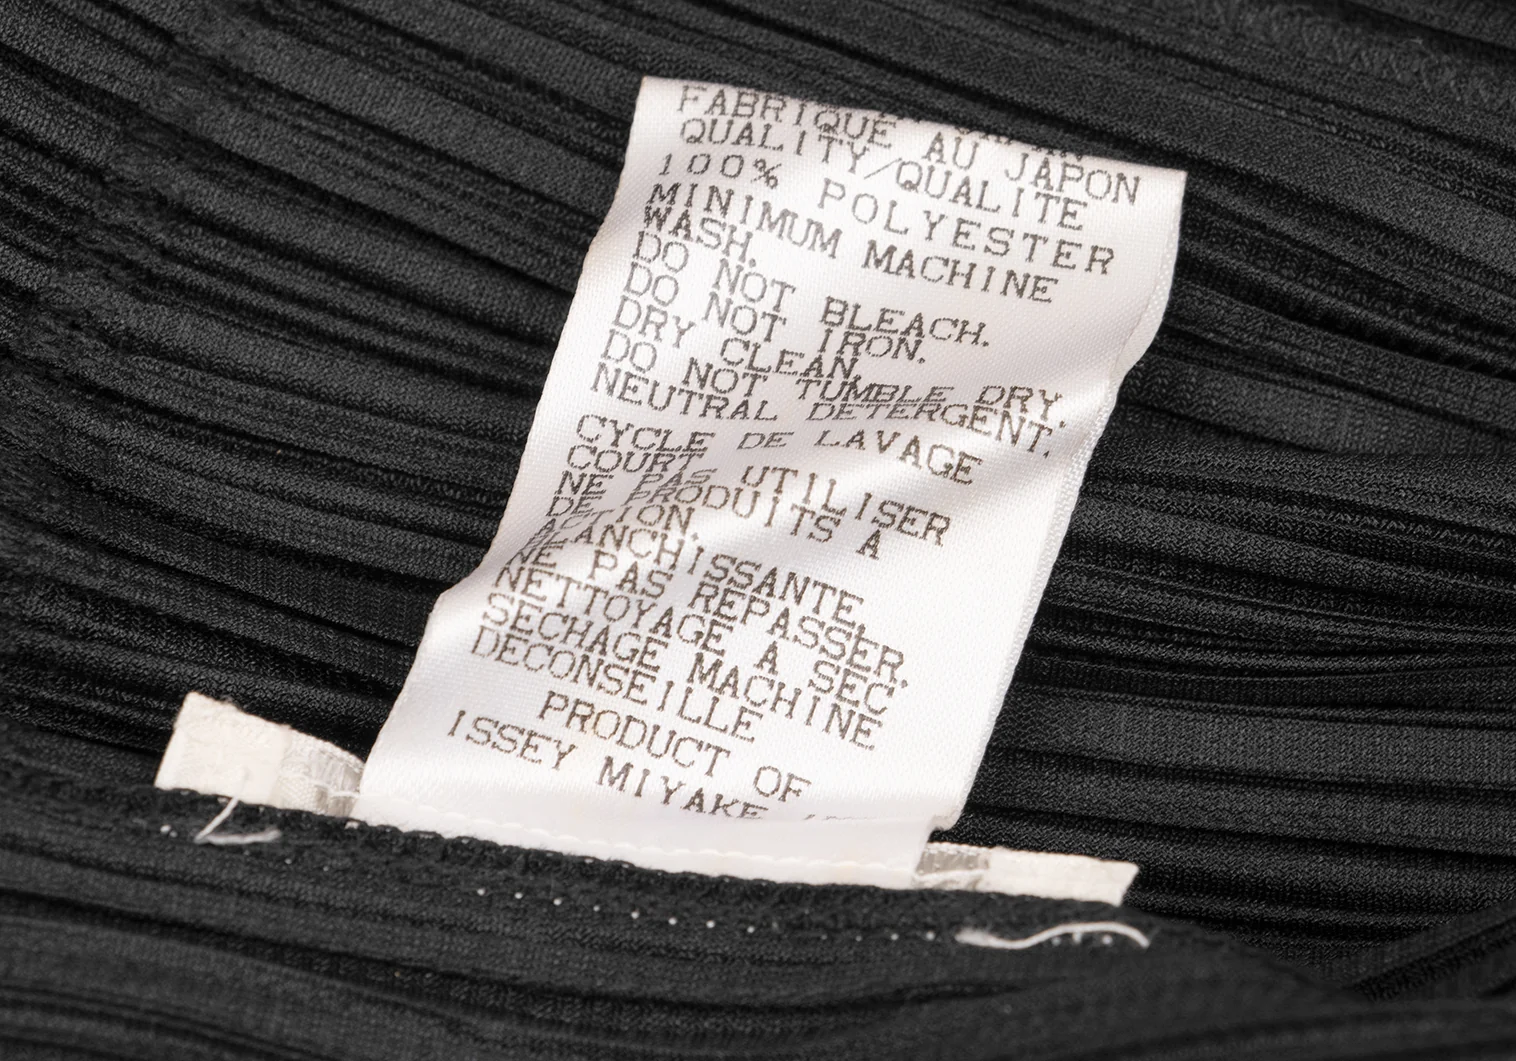 FABRIQUE AU JAPON
QUALITY/QUALITE
100% POLYESTER
MINIMUM MACHINE
WASH.
DO NOT BLEACH.
DO NOT IRON.
DRY CLEAN.
DO NOT TUMBLE DRY.
NEUTRAL DETERGENT.
CYCLE DE LAVAGE
COURT
NE PAS UTILISER
DE PRODUITS A
ACTION.
BLANCHISSANTE.
NE PAS REPASSER.
NETTOYAGE A SEC
SECHAGE MACHINE
DECONSEILLE
PRODUCT OF
ISSEY MIYAKE